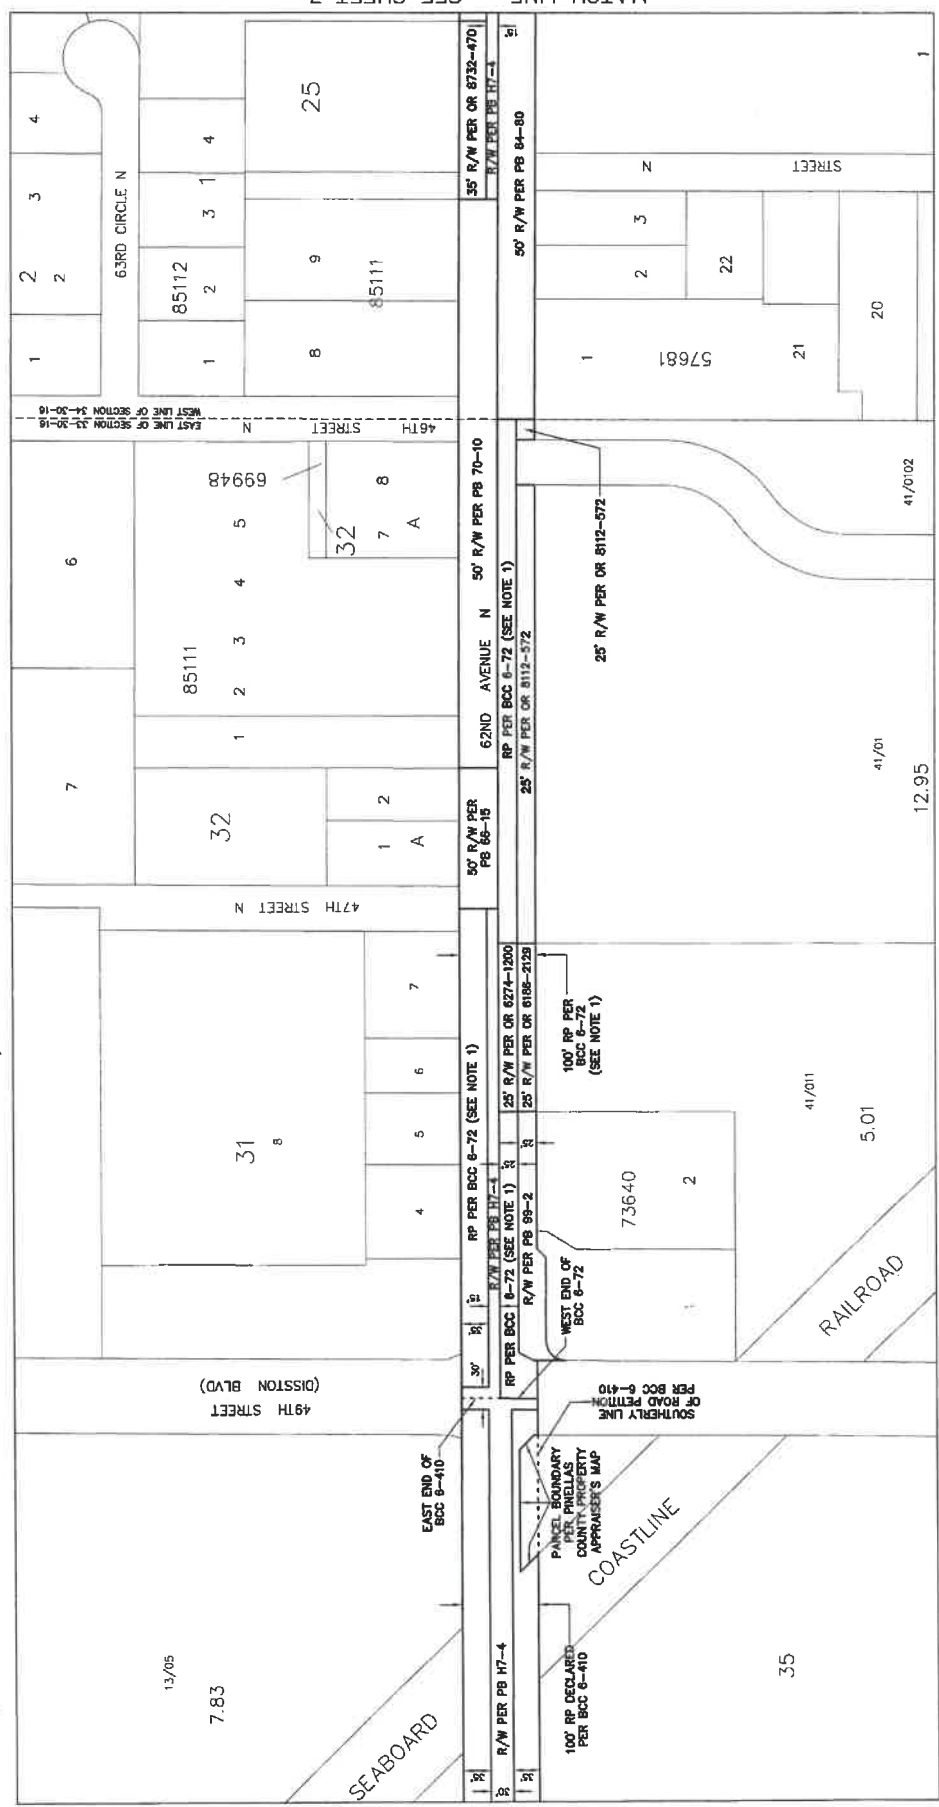 MATCH LINE SEE SHEET 2
SEABOARD
COASTLINE
RAILROAD
13/05
7.83
35
R/W PER PB H7-4
100' RP DECLARED
PER BCC 6-410
EAST END OF
BCC 6-410
PARCEL BOUNDARY
PER PINELLAS
COUNTY PROPERTY
APPRAISER'S MAP
SOUTHERLY LINE
OF ROAD PETITION
PER BCC 6-410
49TH STREET
(DISSTON BLVD)
30'
WEST END OF
BCC 6-72
RP PER BCC 6-72 (SEE NOTE 1)
R/W PER PB H7-4
RP PER BCC 6-72 (SEE NOTE 1)
R/W PER PB 99-2
25' R/W PER OR 6274-1200
25' R/W PER OR 6186-2129
100' RP PER
BCC 6-72
(SEE NOTE 1)
31
8
4
5
6
7
73640
2
1
41/011
5.01
47TH STREET N
50' R/W PER
PB 66-15
32
1
2
A
7
6
85111
1
2
3
4
5
69948
32
7
8
A
62ND AVENUE N
50' R/W PER PB 70-10
RP PER BCC 6-72 (SEE NOTE 1)
25' R/W PER OR 8112-572
25' R/W PER OR 8112-572
41/01
12.95
41/0102
46TH STREET N
EAST LINE OF SECTION 33-30-16
WEST LINE OF SECTION 34-30-16
63RD CIRCLE N
1
2
2
3
4
85112
1
2
3
1
4
8
9
85111
25
35' R/W PER OR 8732-470
R/W PER PB H7-4
50' R/W PER PB 84-80
STREET N
1
57681
2
3
22
21
20
1